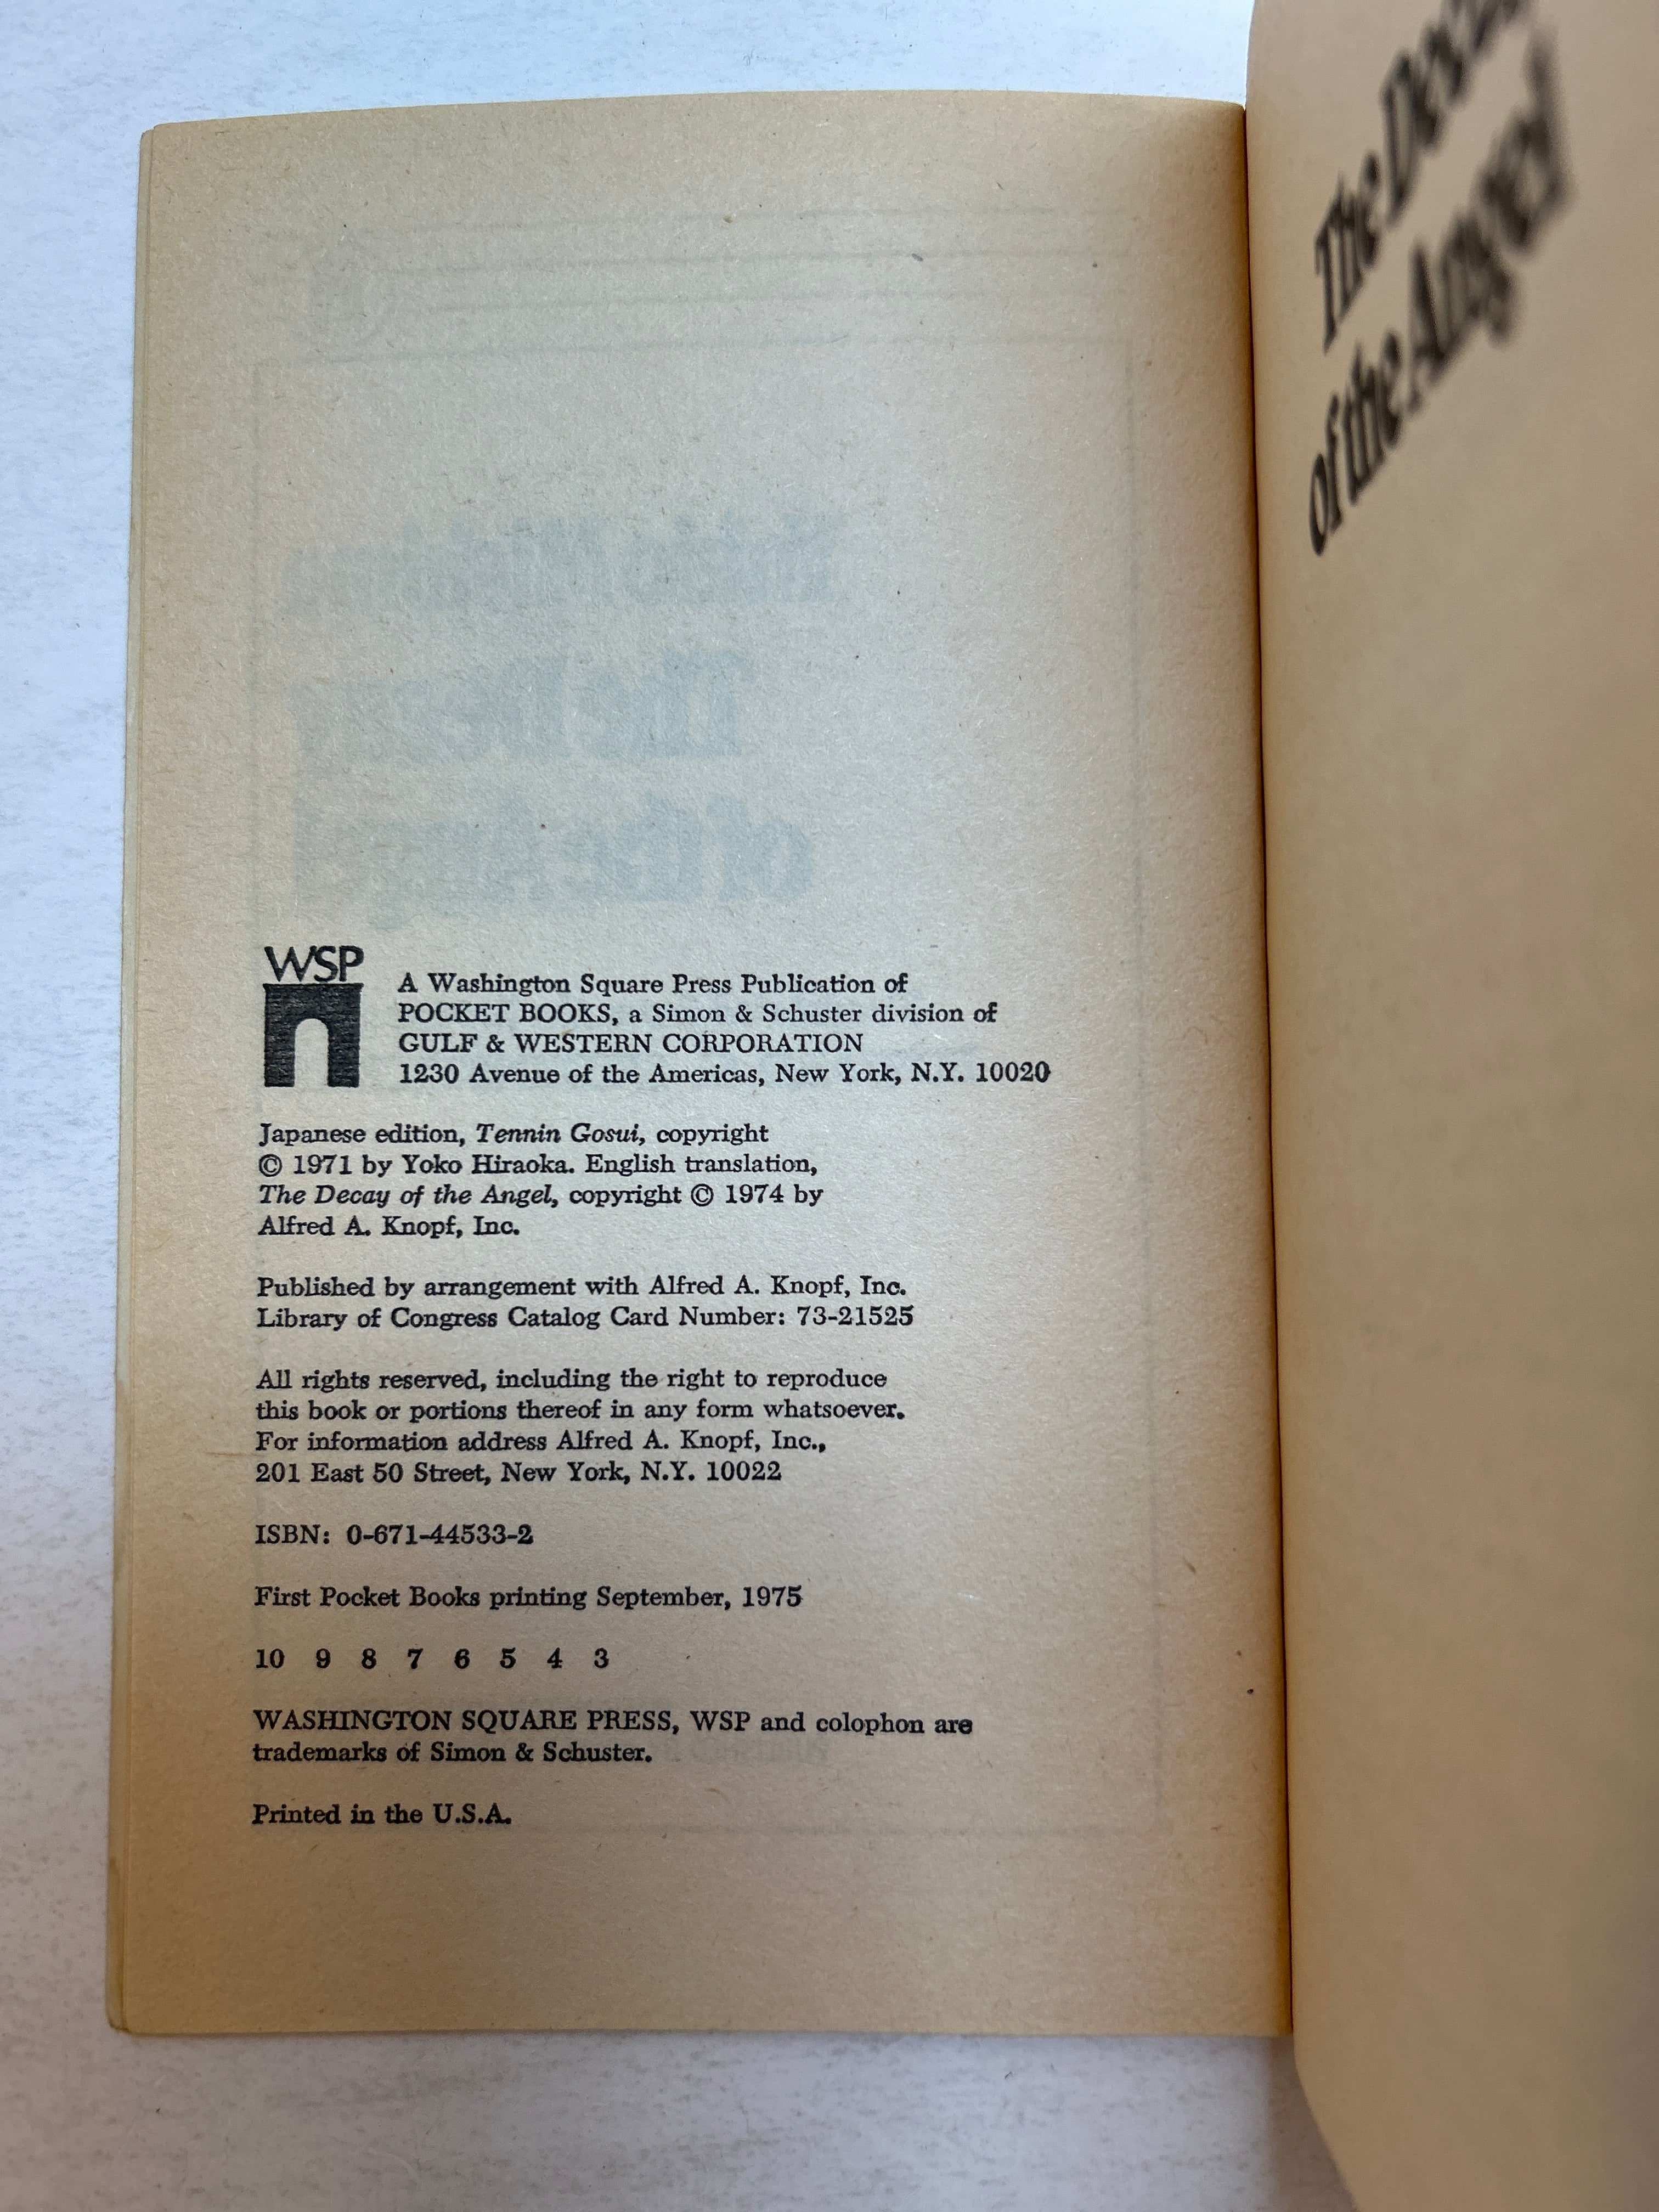 WSP
A Washington Square Press Publication of
POCKET BOOKS, a Simon & Schuster division of
GULF & WESTERN CORPORATION
1230 Avenue of the Americas, New York, N.Y. 10020
Japanese edition, Tennin Gosui, copyright
© 1971 by Yoko Hiraoka. English translation,
The Decay of the Angel, copyright © 1974 by
Alfred A. Knopf, Inc.
Published by arrangement with Alfred A. Knopf, Inc.
Library of Congress Catalog Card Number: 73-21525
All rights reserved, including the right to reproduce
this book or portions thereof in any form whatsoever.
For information address Alfred A. Knopf, Inc.,
201 East 50 Street, New York, N.Y. 10022
ISBN: 0-671-44533-2
First Pocket Books printing September, 1975
10 9 8 7 6 5 4 3
WASHINGTON SQUARE PRESS, WSP and colophon are
trademarks of Simon & Schuster.
Printed in the U.S.A.
The Decay
of the Angel